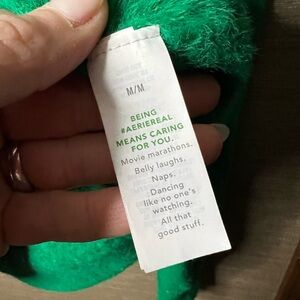 M/M
BEING
#AERIEREAL
MEANS CARING
FOR YOU.
Movie marathons.
Belly laughs.
Naps.
Dancing
like no one's
watching.
All that
good stuff.